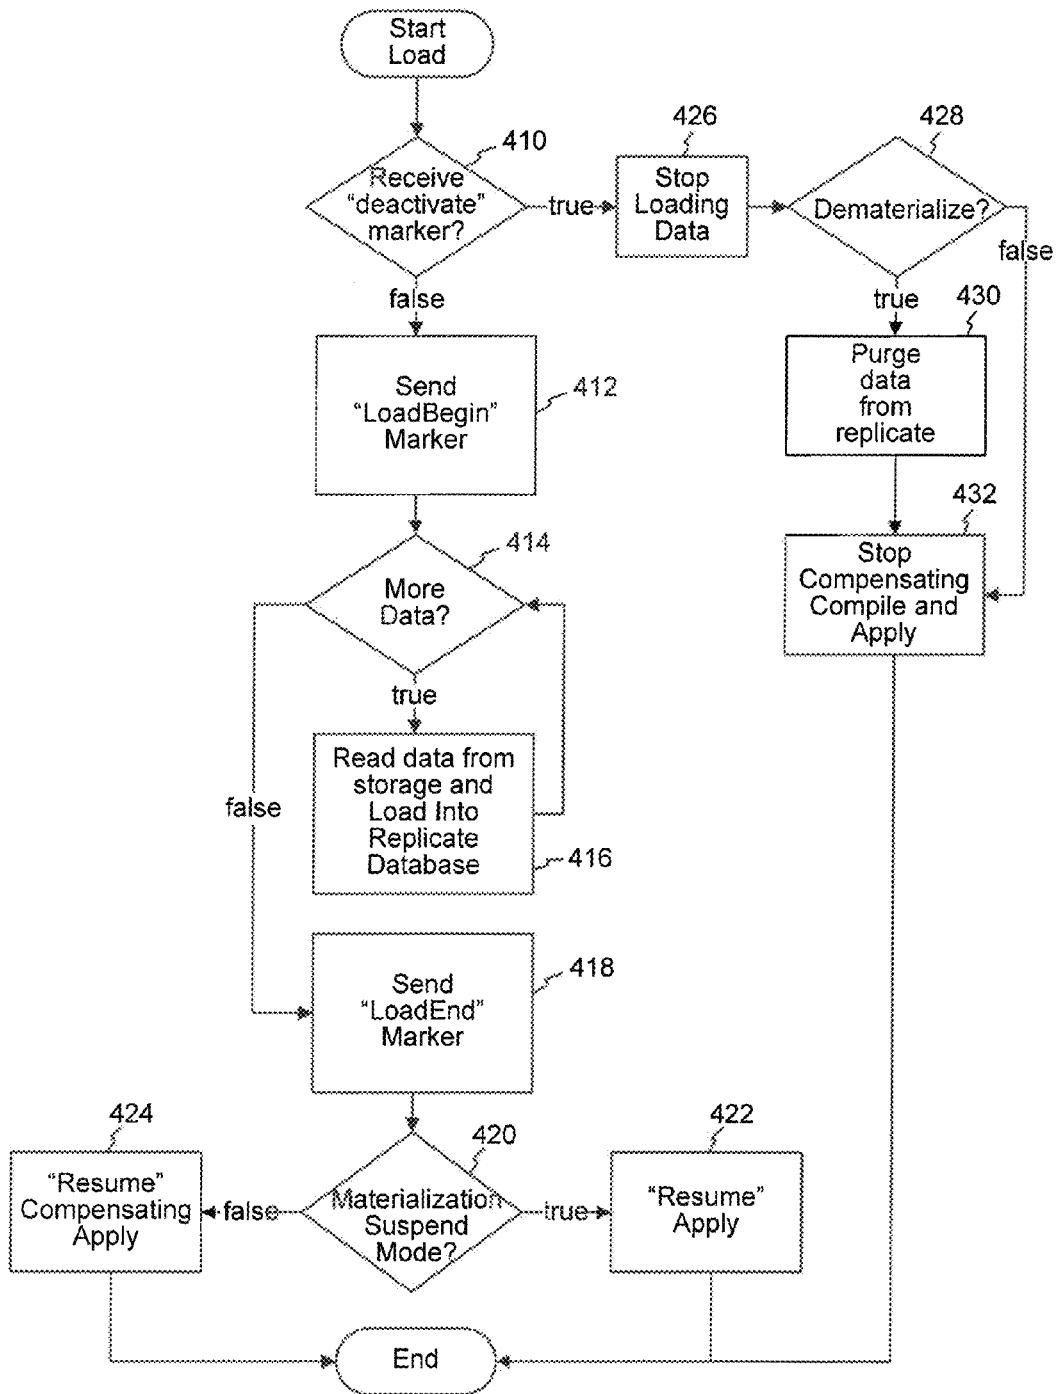 Start
Load
410
Receive
“deactivate”
marker?
true
426
Stop
Loading
Data
428
Dematerialize?
false
false
true
430
Purge
data
from
replicate
Send
“LoadBegin”
Marker
412
432
Stop
Compensating
Compile and
Apply
414
More
Data?
true
false
Read data from
storage and
Load Into
Replicate
Database
416
Send
“LoadEnd”
Marker
418
424
“Resume”
Compensating
Apply
false
420
Materialization
Suspend
Mode?
true
422
“Resume”
Apply
End